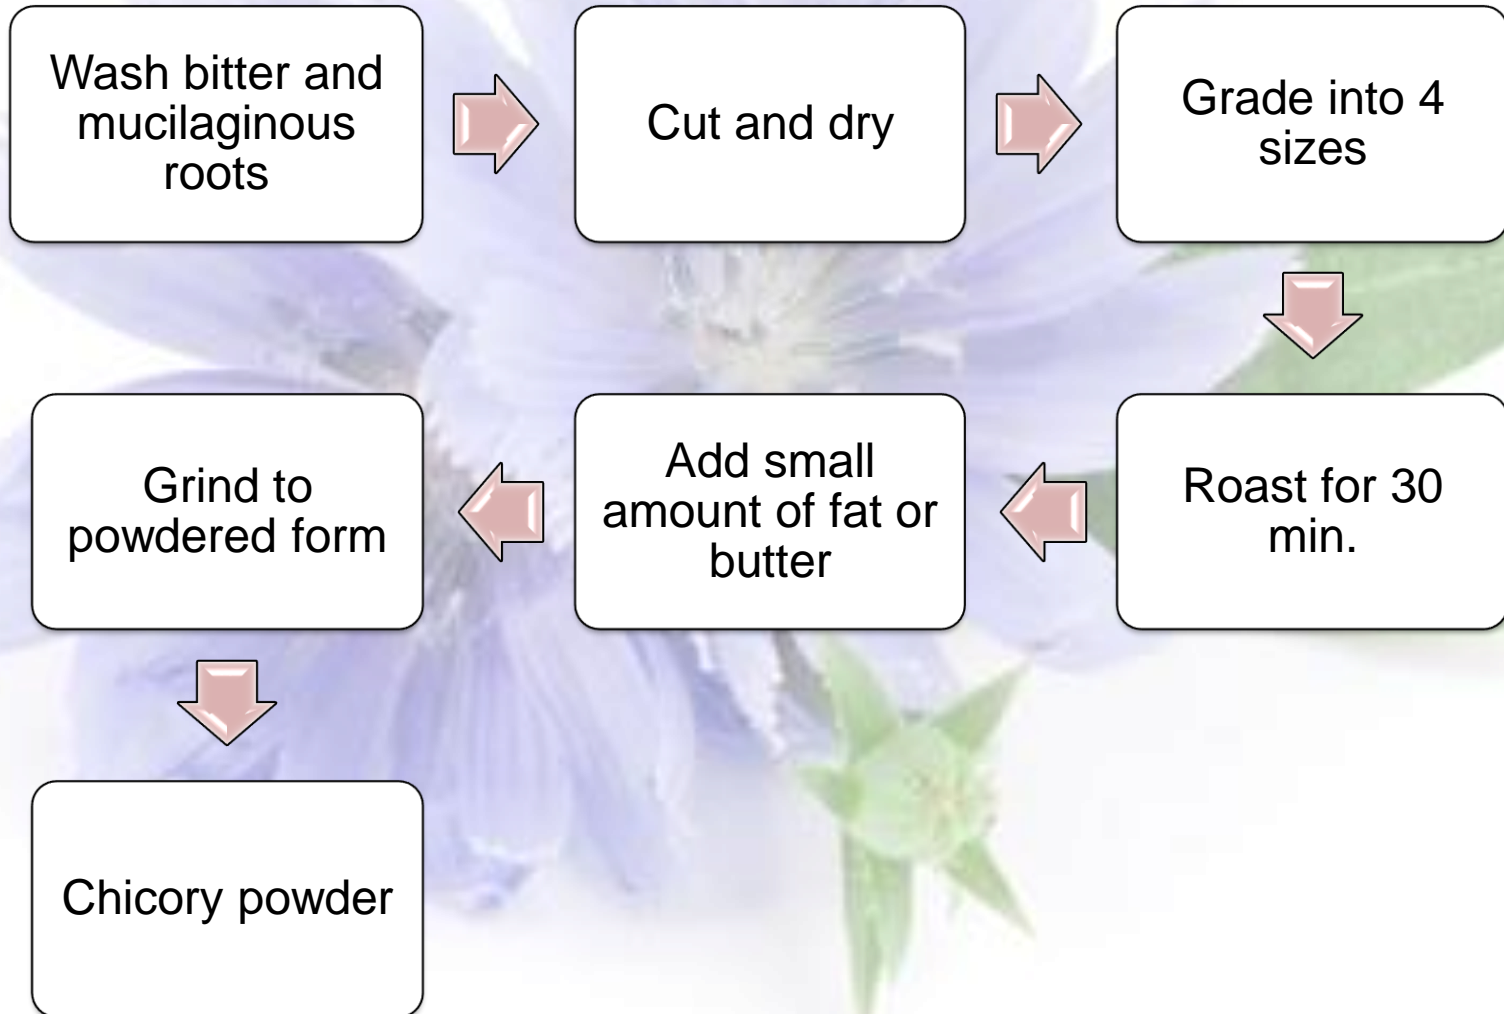 Wash bitter and
mucilaginous
roots
Cut and dry
Grade into 4
sizes
Roast for 30
min.
Add small
amount of fat or
butter
Grind to
powdered form
Chicory powder